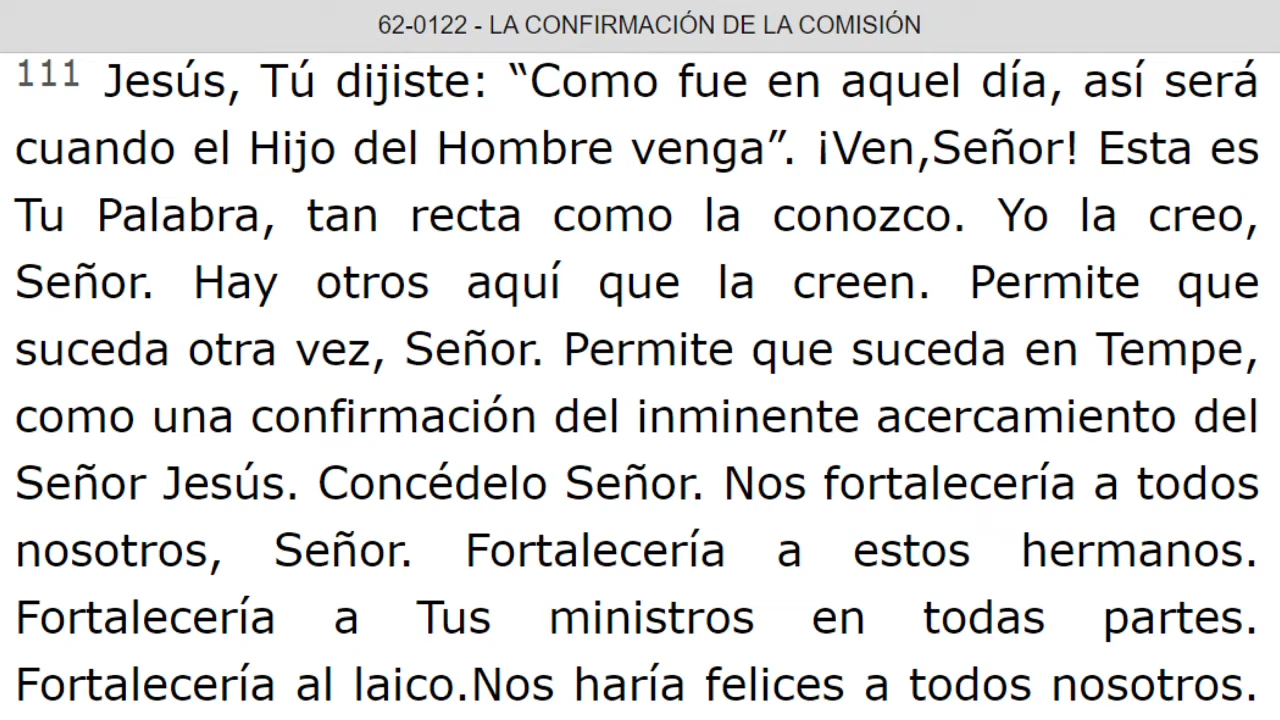 62-0122 - LA CONFIRMACIÓN DE LA COMISIÓN
111 Jesús, Tú dijiste: “Como fue en aquel día, así será
cuando el Hijo del Hombre venga”. ¡Ven,Señor! Esta es
Tu Palabra, tan recta como la conozco. Yo la creo,
Señor. Hay otros aquí que la creen. Permite que
suceda otra vez, Señor. Permite que suceda en Tempe,
como una confirmación del inminente acercamiento del
Señor Jesús. Concédelo Señor. Nos fortalecería a todos
nosotros, Señor. Fortalecería a estos hermanos.
Fortalecería a Tus ministros en todas partes.
Fortalecería al laico.Nos haría felices a todos nosotros.